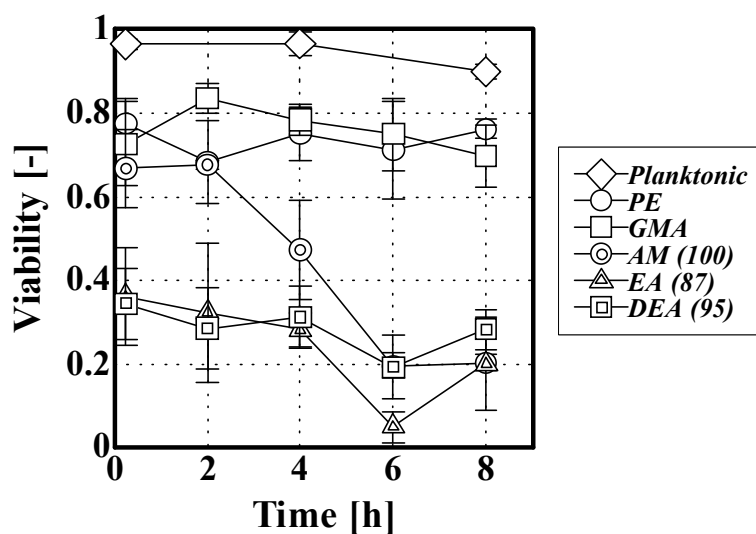 1
0.8
0.6
0.4
0.2
0
0 2 4 6 8
Viability [-]
Time [h]
Planktonic
PE
GMA
AM (100)
EA (87)
DEA (95)